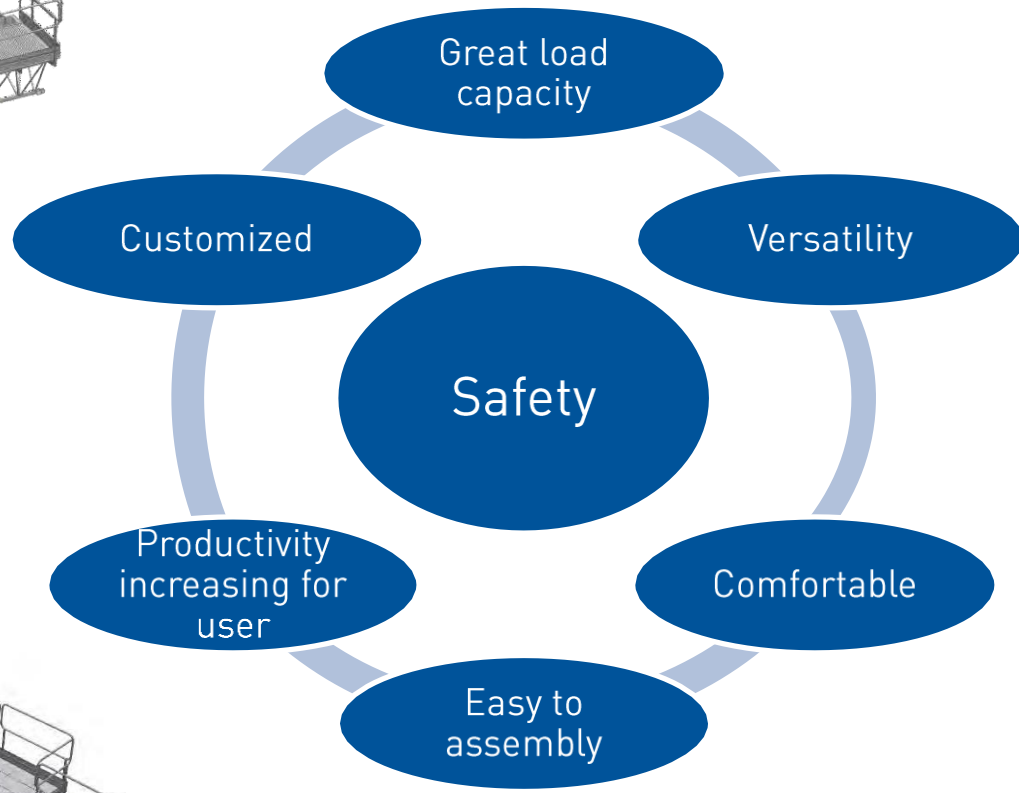 Great load
capacity
Customized
Versatility
Safety
Productivity
increasing for
user
Comfortable
Easy to
assembly